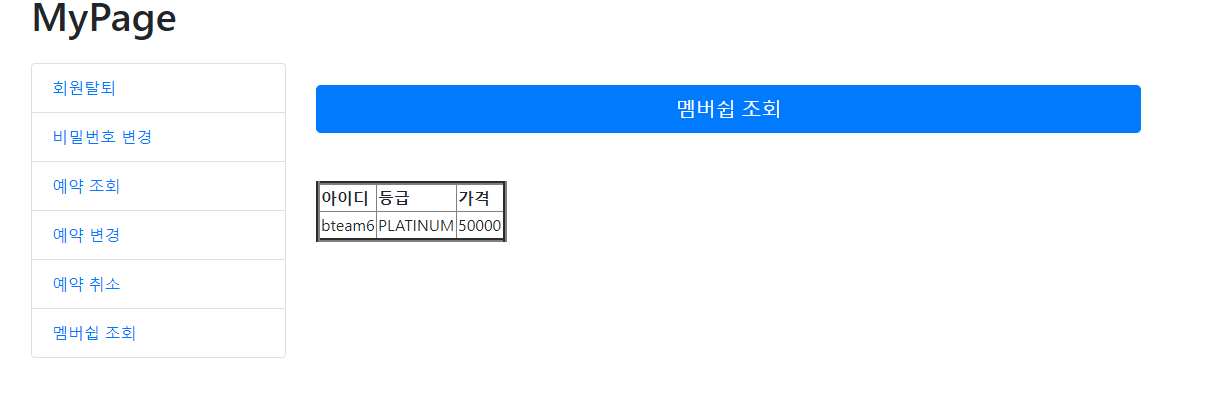 MyPage
회원탈퇴
비밀번호 변경
예약 조회
예약 변경
예약 취소
멤버쉽 조회
멤버쉽 조회
아이디 등급 가격
bteam6 PLATINUM 50000